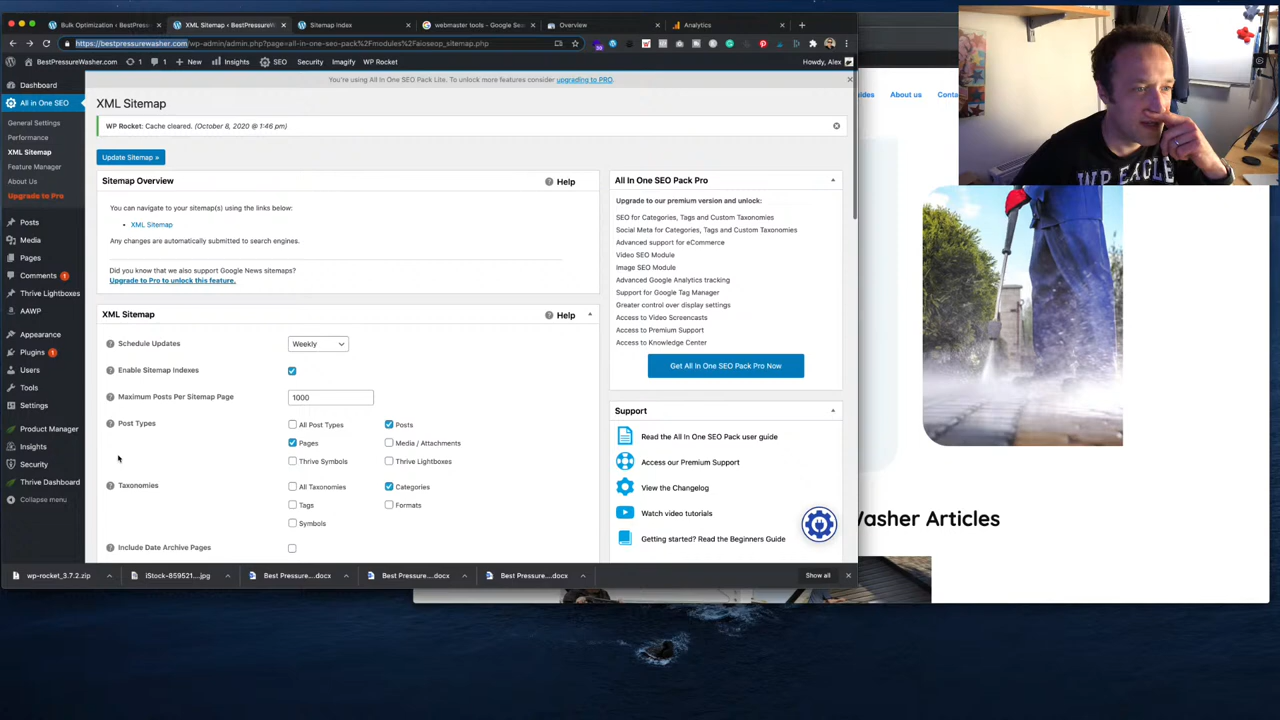 Bulk Optimization ‹ BestPress
XML Sitemap ‹ BestPressureW
Sitemap Index
webmaster tools - Google Sea
Overview
Analytics
https://bestpressurewasher.com/wp-admin/admin.php?page=all-in-one-seo-pack%2Fmodules%2Faioseop_sitemap.php
BestPressureWasher.com
1
1
New
Insights
SEO
Security
Imagify
WP Rocket
Howdy, Alex
Dashboard
You're using All In One SEO Pack Lite. To unlock more features consider upgrading to PRO.
All in One SEO
General Settings
Performance
XML Sitemap
Feature Manager
About Us
Upgrade to Pro
Posts
Media
Pages
Comments 1
Thrive Lightboxes
AAWP
Appearance
Plugins 1
Users
Tools
Settings
Product Manager
Insights
Security
Thrive Dashboard
Collapse menu
XML Sitemap
WP Rocket: Cache cleared. (October 8, 2020 @ 1:46 pm)
Update Sitemap »
Sitemap Overview
Help
You can navigate to your sitemap(s) using the links below:
• XML Sitemap
Any changes are automatically submitted to search engines.
Did you know that we also support Google News sitemaps?
Upgrade to Pro to unlock this feature.
XML Sitemap
Help
Schedule Updates
Weekly
Enable Sitemap Indexes
Maximum Posts Per Sitemap Page
1000
Post Types
All Post Types
Posts
Pages
Media / Attachments
Thrive Symbols
Thrive Lightboxes
Taxonomies
All Taxonomies
Categories
Tags
Formats
Symbols
Include Date Archive Pages
All In One SEO Pack Pro
Upgrade to our premium version and unlock:
SEO for Categories, Tags and Custom Taxonomies
Social Meta for Categories, Tags and Custom Taxonomies
Advanced support for eCommerce
Video SEO Module
Image SEO Module
Advanced Google Analytics tracking
Support for Google Tag Manager
Greater control over display settings
Access to Video Screencasts
Access to Premium Support
Access to Knowledge Center
Get All In One SEO Pack Pro Now
Support
Read the All In One SEO Pack user guide
Access our Premium Support
View the Changelog
Watch video tutorials
Getting started? Read the Beginners Guide
wp-rocket_3.7.2.zip
iStock-859521....jpg
Best Pressure....docx
Best Pressure....docx
Best Pressure....docx
Show all
uides
About us
Conta
Washer Articles
WP EAGLE